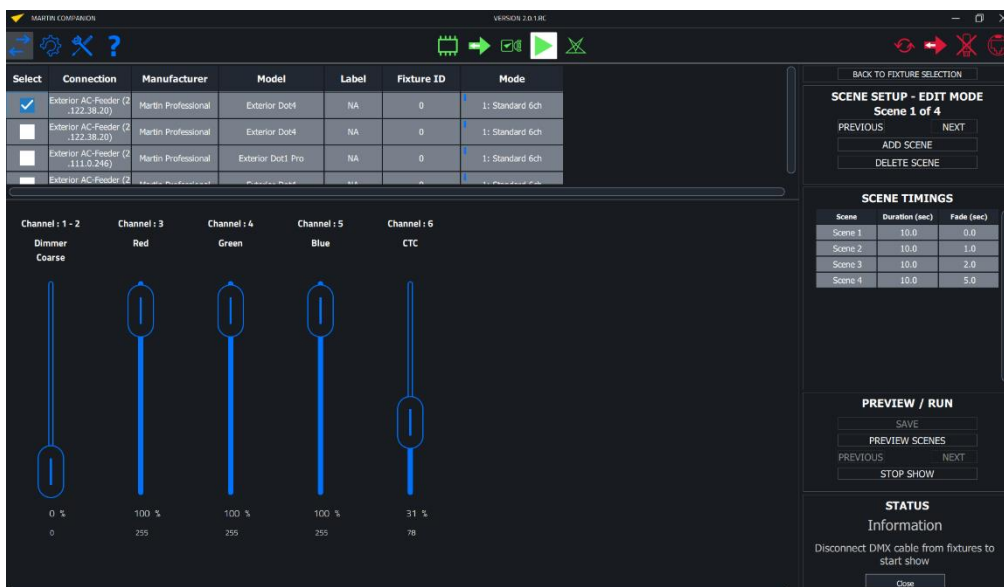 MARTIN COMPANION
VERSION 2.0.1.RC
Select Connection Manufacturer Model Label Fixture ID Mode
Exterior AC-Feeder (2
.122.38.20)
Martin Professional Exterior Dot4 NA 0 1: Standard 6ch
Exterior AC-Feeder (2
.122.38.20)
Martin Professional Exterior Dot4 NA 0 1: Standard 6ch
Exterior AC-Feeder (2
.111.0.246)
Martin Professional Exterior Dot1 Pro NA 0 1: Standard 6ch
Exterior AC-Feeder (2
Channel : 1 - 2 Channel : 3 Channel : 4 Channel : 5 Channel : 6
Dimmer Red Green Blue CTC
Coarse
0 % 100 % 100 % 100 % 31 %
0 255 255 255 78
BACK TO FIXTURE SELECTION
SCENE SETUP - EDIT MODE
Scene 1 of 4
PREVIOUS NEXT
ADD SCENE
DELETE SCENE
SCENE TIMINGS
Scene Duration (sec) Fade (sec)
Scene 1 10.0 0.0
Scene 2 10.0 1.0
Scene 3 10.0 2.0
Scene 4 10.0 5.0
PREVIEW / RUN
SAVE
PREVIEW SCENES
PREVIOUS NEXT
STOP SHOW
STATUS
Information
Disconnect DMX cable from fixtures to
start show
Close